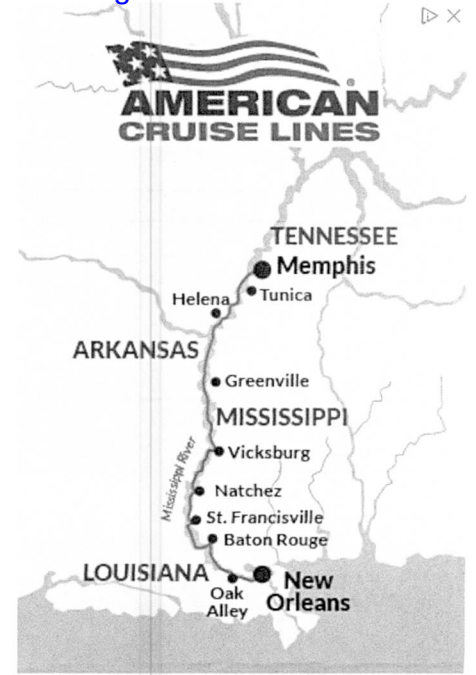 AMERICAN
CRUISE LINES
®
TENNESSEE
Memphis
Tunica
Helena
ARKANSAS
Greenville
MISSISSIPPI
Vicksburg
Mississippi River
Natchez
St. Francisville
Baton Rouge
LOUISIANA
Oak
Alley
New
Orleans